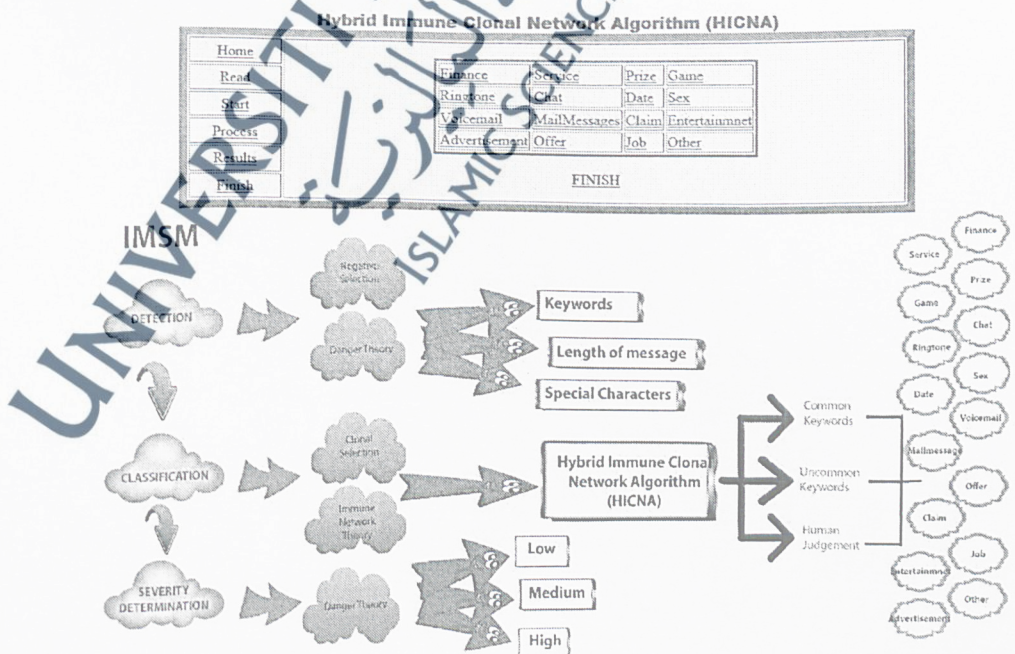 Hybrid Immune Clonal Network Algorithm (HICNA)
Home
Read
Start
Process
Results
Finish
Finance Service Prize Game
Ringtone Chat Date Sex
Voicemail MailMessages Claim Entertainmnet
Advertisement Offer Job Other
FINISH
IMSM
DETECTION
Negative
Selection
Danger Theory
Keywords
Length of message
Special Characters
CLASSIFICATION
Clonal
Selection
Immune
Network
Theory
Hybrid Immune Clonal
Network Algorithm
(HICNA)
Common
Keywords
Uncommon
Keywords
Human
Judgement
SEVERITY
DETERMINATION
Danger Theory
Low
Medium
High
Finance
Service
Prize
Game
Chat
Ringtone
Sex
Date
Voicemail
Mailmessage
Offer
Claim
Job
Entertainmnet
Other
Advertisement
UNIVERSITI
ISLAMIC SCIENC